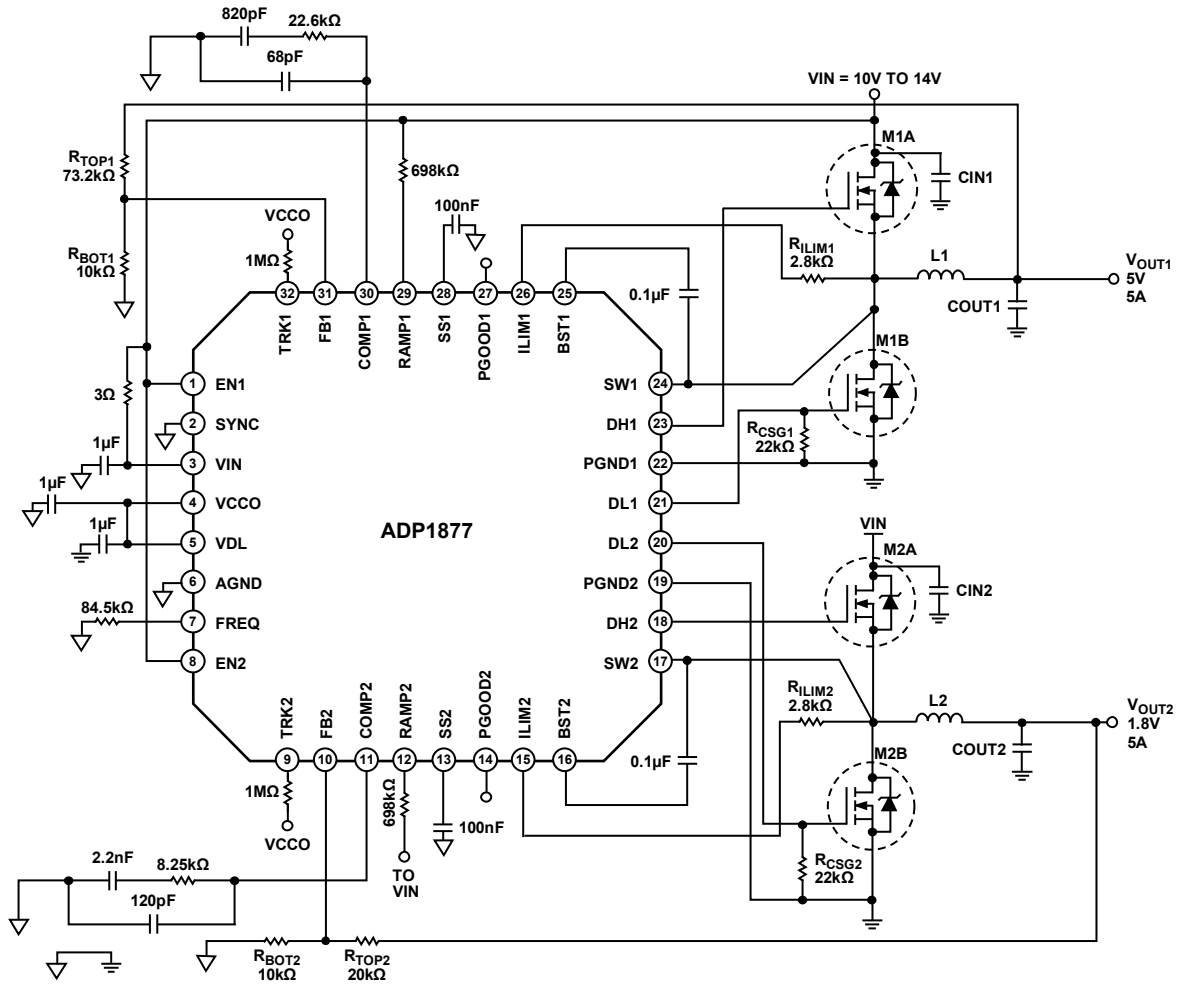 820pF
22.6kΩ
68pF
VIN = 10V TO 14V
M1A
CIN1
RTOP1
73.2kΩ
698kΩ
100nF
VCCO
1MΩ
RBOT1
10kΩ
RILIM1
2.8kΩ
L1
VOUT1
5V
5A
COUT1
0.1µF
32
31
30
29
28
27
26
25
TRK1
FB1
COMP1
RAMP1
SS1
PGOOD1
ILIM1
BST1
M1B
3Ω
1
EN1
SW1
24
2
SYNC
DH1
23
RCSG1
22kΩ
1µF
3
VIN
PGND1
22
1µF
4
VCCO
DL1
21
ADP1877
1µF
5
VDL
DL2
20
VIN
M2A
6
AGND
PGND2
19
CIN2
84.5kΩ
7
FREQ
DH2
18
8
EN2
SW2
17
RILIM2
2.8kΩ
L2
VOUT2
1.8V
5A
COUT2
TRK2
FB2
COMP2
RAMP2
SS2
PGOOD2
ILIM2
BST2
9
10
11
12
13
14
15
16
0.1µF
M2B
1MΩ
VCCO
698kΩ
TO
VIN
100nF
RCSG2
22kΩ
2.2nF
8.25kΩ
120pF
RBOT2
10kΩ
RTOP2
20kΩ